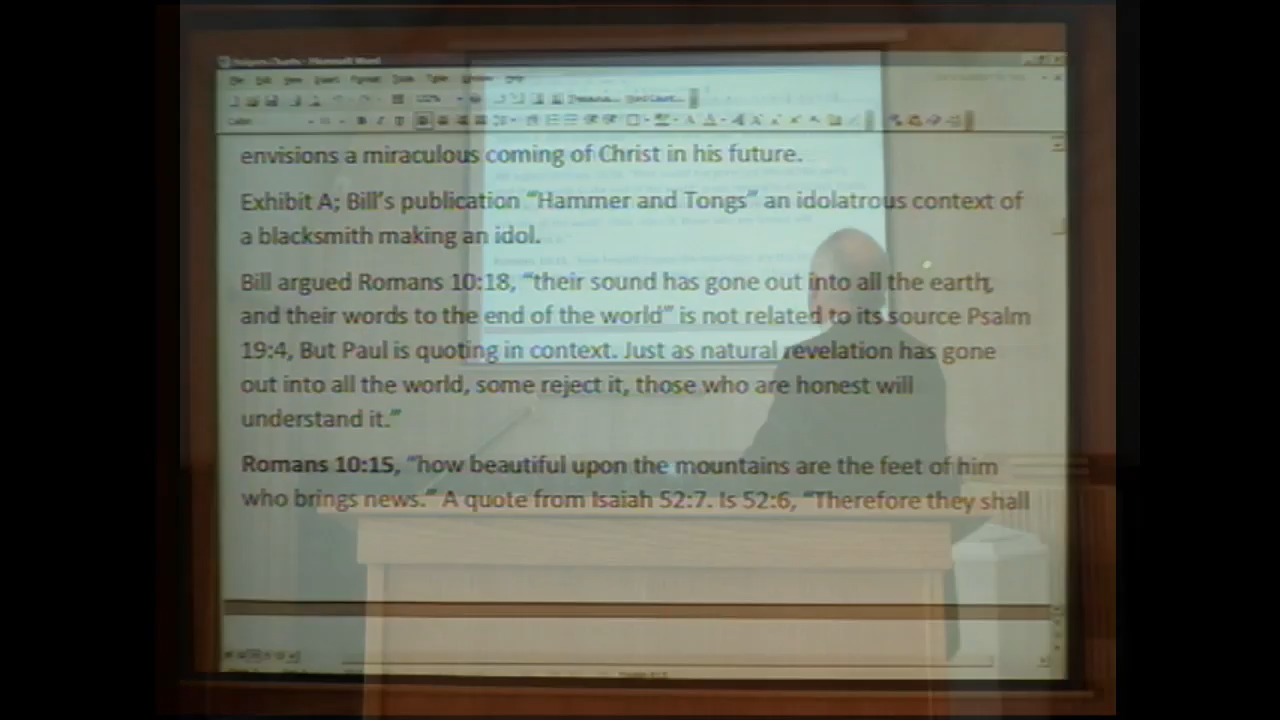 envisions a miraculous coming of Christ in his future.
Exhibit A; Bill's publication "Hammer and Tongs" an idolatrous context of
a blacksmith making an idol.
Bill argued Romans 10:18, "their sound has gone out into all the earth,
and their words to the end of the world" is not related to its source Psalm
19:4, But Paul is quoting in context. Just as natural revelation has gone
out into all the world, some reject it, those who are honest will
understand it."
Romans 10:15, "how beautiful upon the mountains are the feet of him
who brings news." A quote from Isaiah 52:7. Is 52:6, "Therefore they shall